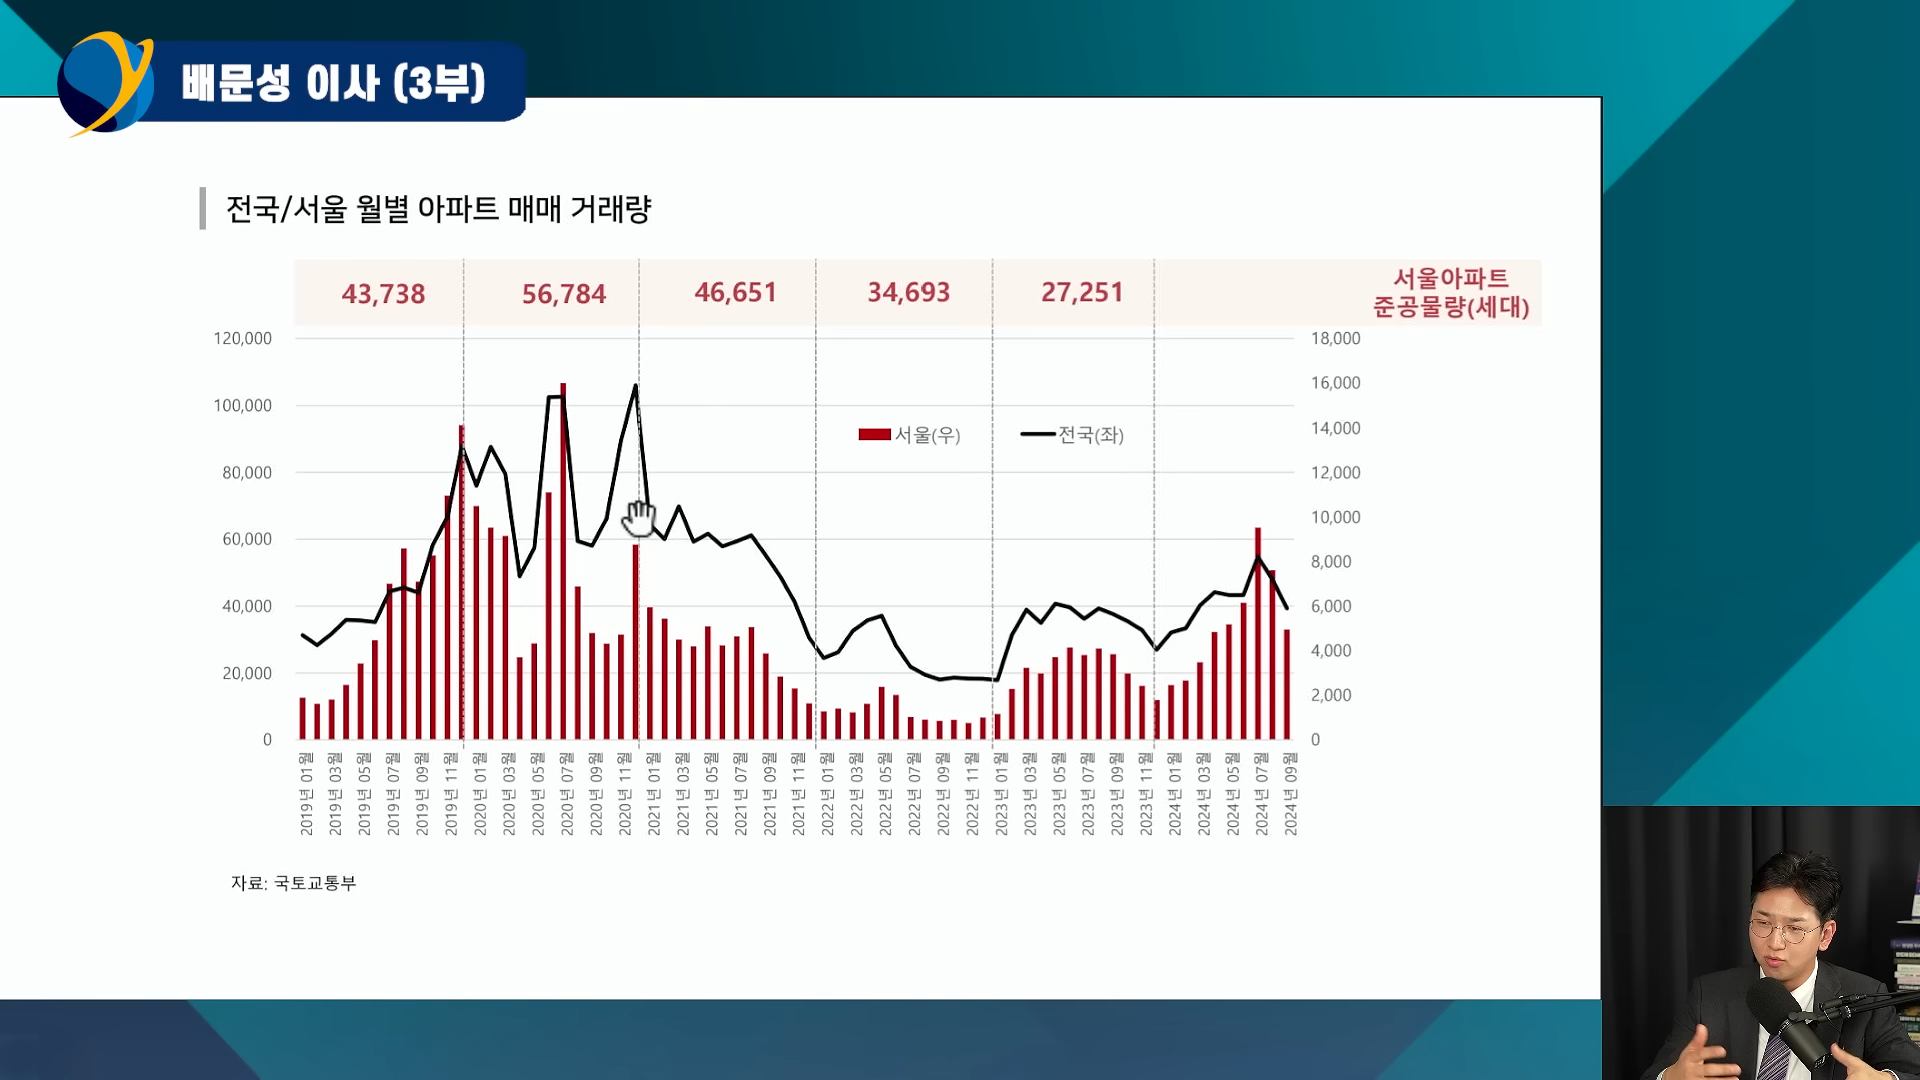 배문성 이사 (3부)
전국/서울 월별 아파트 매매 거래량
43,738
56,784
46,651
34,693
27,251
서울아파트
준공물량(세대)
120,000
100,000
80,000
60,000
40,000
20,000
0
서울(우)
전국(좌)
18,000
16,000
14,000
12,000
10,000
8,000
6,000
4,000
2,000
0
2019년 01월
2019년 03월
2019년 05월
2019년 07월
2019년 09월
2019년 11월
2020년 01월
2020년 03월
2020년 05월
2020년 07월
2020년 09월
2020년 11월
2021년 01월
2021년 03월
2021년 05월
2021년 07월
2021년 09월
2021년 11월
2022년 01월
2022년 03월
2022년 05월
2022년 07월
2022년 09월
2022년 11월
2023년 01월
2023년 03월
2023년 05월
2023년 07월
2023년 09월
2023년 11월
2024년 01월
2024년 03월
2024년 05월
2024년 07월
2024년 09월
자료: 국토교통부